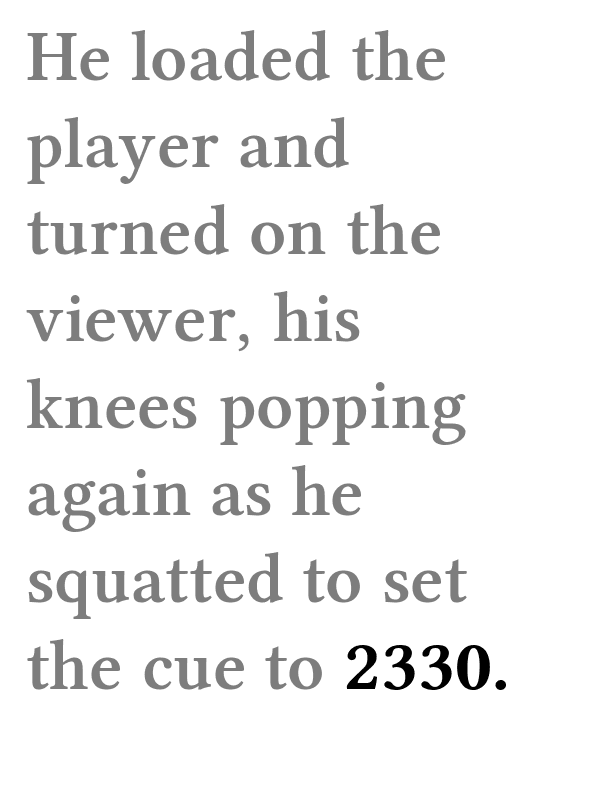 He loaded the
player and
turned on the
viewer, his
knees popping
again as he
squatted to set
the cue to 2330.